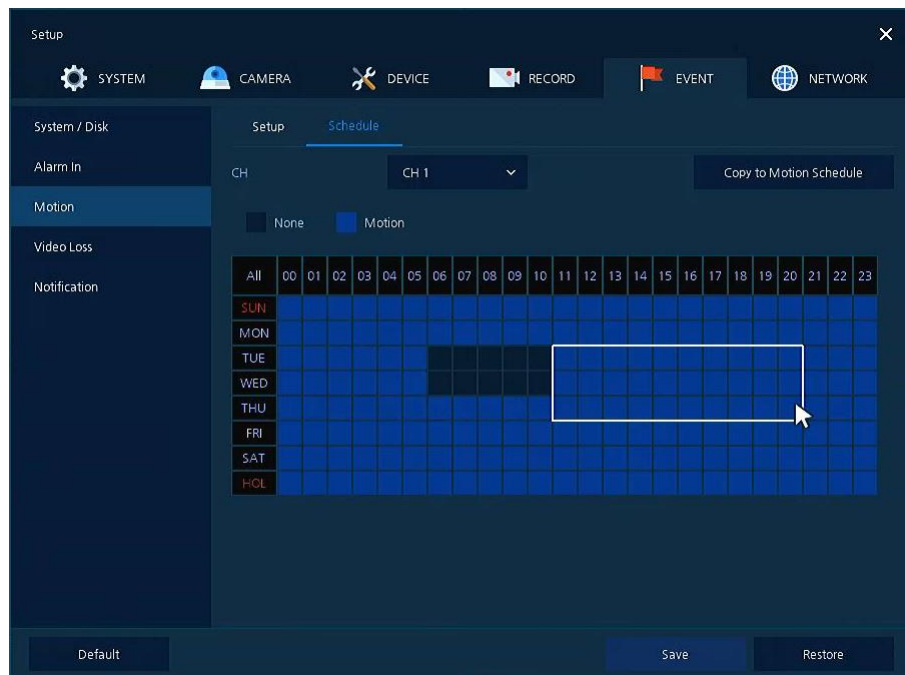 Setup
SYSTEM CAMERA DEVICE RECORD EVENT NETWORK
System / Disk
Alarm In
Motion
Video Loss
Notification
Setup Schedule
CH CH 1 Copy to Motion Schedule
None Motion
All 00 01 02 03 04 05 06 07 08 09 10 11 12 13 14 15 16 17 18 19 20 21 22 23
SUN
MON
TUE
WED
THU
FRI
SAT
HOL
Default Save Restore